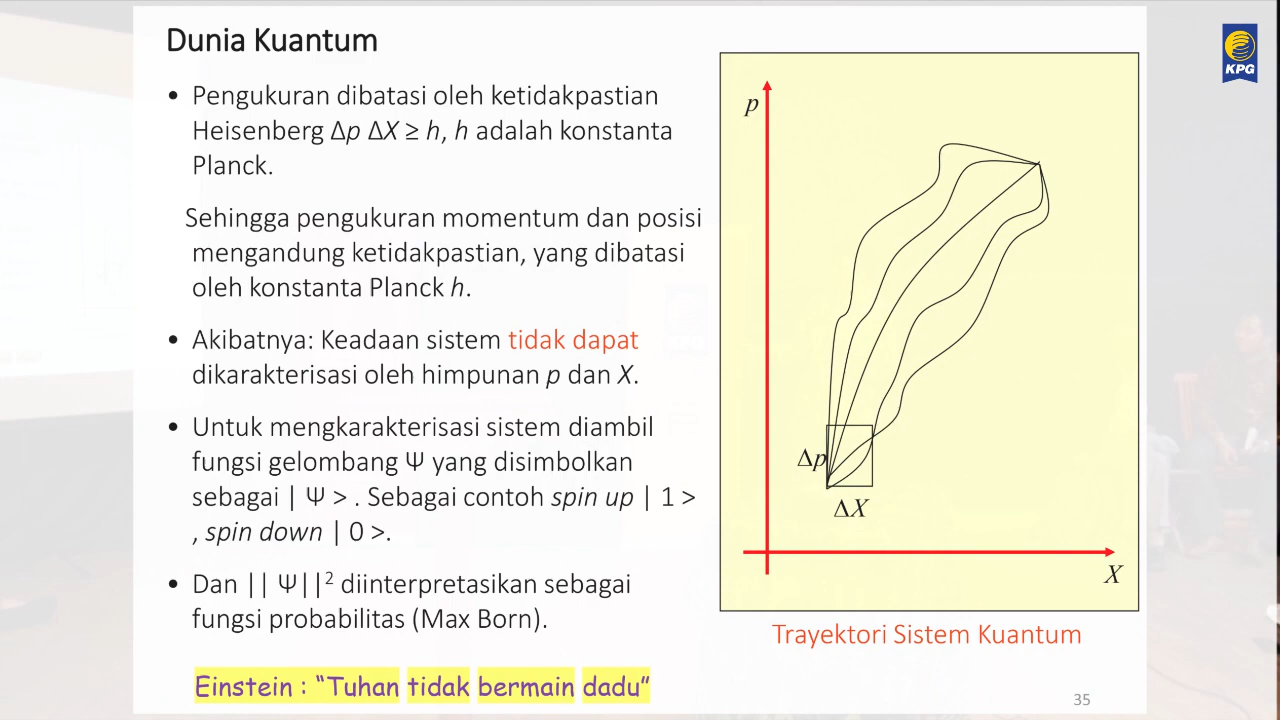 Dunia Kuantum
• Pengukuran dibatasi oleh ketidakpastian
Heisenberg Δp ΔX ≥ h, h adalah konstanta
Planck.
Sehingga pengukuran momentum dan posisi
mengandung ketidakpastian, yang dibatasi
oleh konstanta Planck h.
• Akibatnya: Keadaan sistem tidak dapat
dikarakterisasi oleh himpunan p dan X.
• Untuk mengkarakterisasi sistem diambil
fungsi gelombang Ψ yang disimbolkan
sebagai | Ψ > . Sebagai contoh spin up | 1 >
, spin down | 0 >.
• Dan || Ψ||² diinterpretasikan sebagai
fungsi probabilitas (Max Born).
Einstein : “Tuhan tidak bermain dadu”
p
Δp
ΔX
X
Trayektori Sistem Kuantum
35
KPG